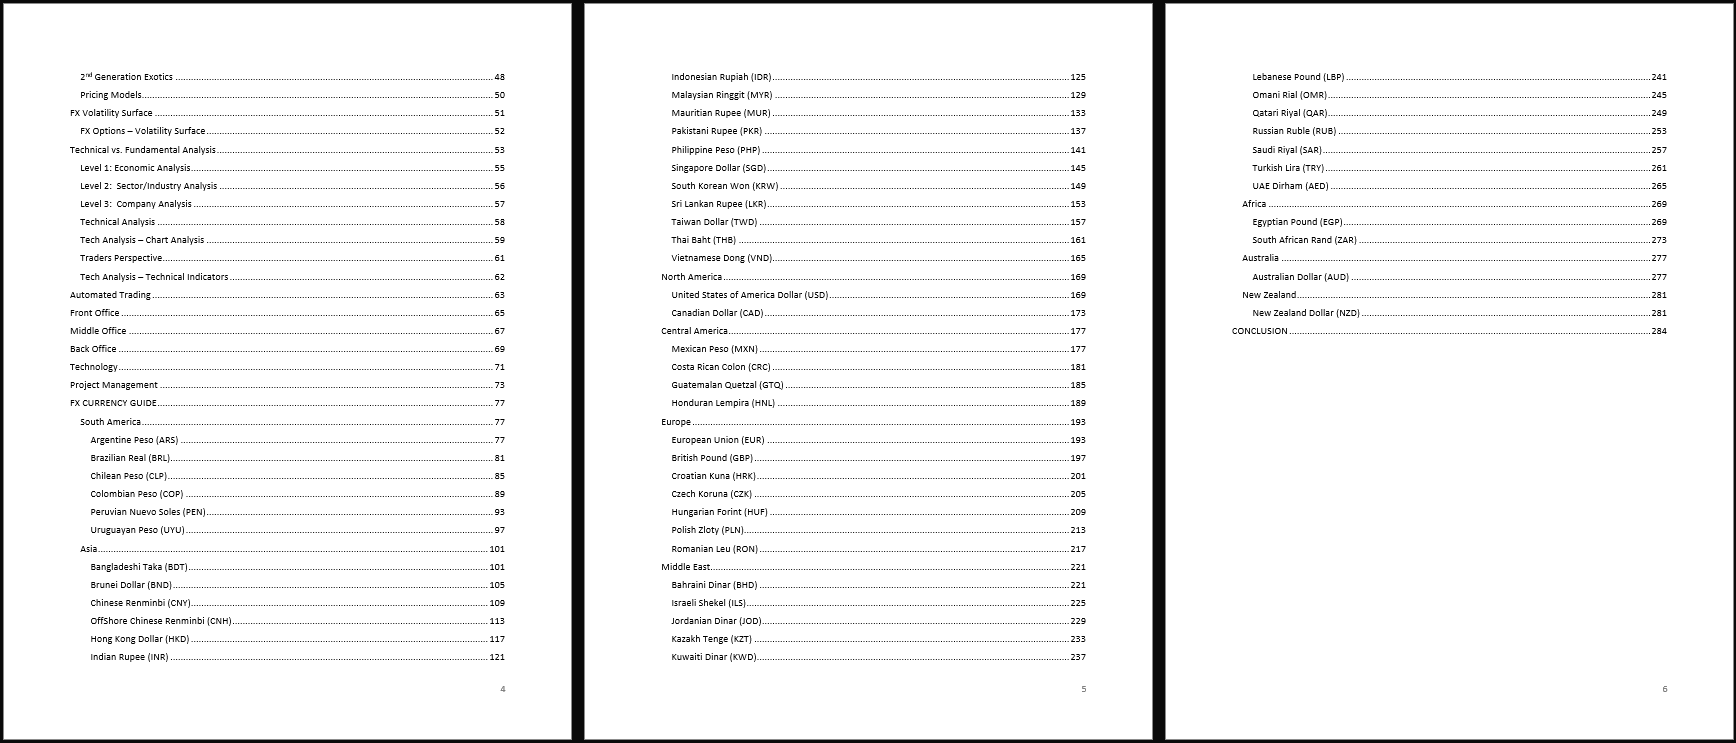 2nd Generation Exotics 48
Pricing Models 50
FX Volatility Surface 51
FX Options – Volatility Surface 52
Technical vs. Fundamental Analysis 53
Level 1: Economic Analysis 55
Level 2:  Sector/Industry Analysis 56
Level 3:  Company Analysis 57
Technical Analysis 58
Tech Analysis – Chart Analysis 59
Traders Perspective 61
Tech Analysis – Technical Indicators 62
Automated Trading 63
Front Office 65
Middle Office 67
Back Office 69
Technology 71
Project Management 73
FX CURRENCY GUIDE 77
South America 77
Argentine Peso (ARS) 77
Brazilian Real (BRL) 81
Chilean Peso (CLP) 85
Colombian Peso (COP) 89
Peruvian Nuevo Soles (PEN) 93
Uruguayan Peso (UYU) 97
Asia 101
Bangladeshi Taka (BDT) 101
Brunei Dollar (BND) 105
Chinese Renminbi (CNY) 109
OffShore Chinese Renminbi (CNH) 113
Hong Kong Dollar (HKD) 117
Indian Rupee (INR) 121
4
Indonesian Rupiah (IDR) 125
Malaysian Ringgit (MYR) 129
Mauritian Rupee (MUR) 133
Pakistani Rupee (PKR) 137
Philippine Peso (PHP) 141
Singapore Dollar (SGD) 145
South Korean Won (KRW) 149
Sri Lankan Rupee (LKR) 153
Taiwan Dollar (TWD) 157
Thai Baht (THB) 161
Vietnamese Dong (VND) 165
North America 169
United States of America Dollar (USD) 169
Canadian Dollar (CAD) 173
Central America 177
Mexican Peso (MXN) 177
Costa Rican Colon (CRC) 181
Guatemalan Quetzal (GTQ) 185
Honduran Lempira (HNL) 189
Europe 193
European Union (EUR) 193
British Pound (GBP) 197
Croatian Kuna (HRK) 201
Czech Koruna (CZK) 205
Hungarian Forint (HUF) 209
Polish Zloty (PLN) 213
Romanian Leu (RON) 217
Middle East 221
Bahraini Dinar (BHD) 221
Israeli Shekel (ILS) 225
Jordanian Dinar (JOD) 229
Kazakh Tenge (KZT) 233
Kuwaiti Dinar (KWD) 237
5
Lebanese Pound (LBP) 241
Omani Rial (OMR) 245
Qatari Riyal (QAR) 249
Russian Ruble (RUB) 253
Saudi Riyal (SAR) 257
Turkish Lira (TRY) 261
UAE Dirham (AED) 265
Africa 269
Egyptian Pound (EGP) 269
South African Rand (ZAR) 273
Australia 277
Australian Dollar (AUD) 277
New Zealand 281
New Zealand Dollar (NZD) 281
CONCLUSION 284
6